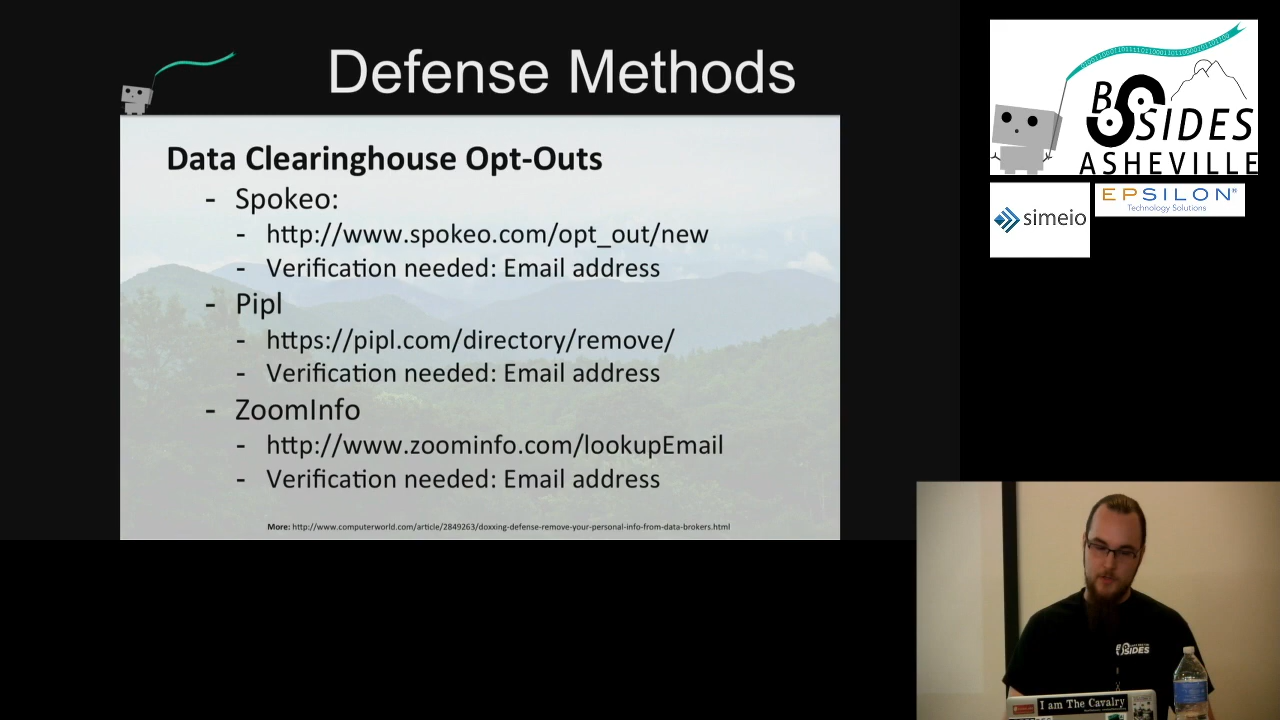 Defense Methods
Data Clearinghouse Opt-Outs
- Spokeo:
- http://www.spokeo.com/opt_out/new
- Verification needed: Email address
- Pipl
- https://pipl.com/directory/remove/
- Verification needed: Email address
- ZoomInfo
- http://www.zoominfo.com/lookupEmail
- Verification needed: Email address
More: http://www.computerworld.com/article/2849263/doxxing-defense-remove-your-personal-info-from-data-brokers.html
BSIDES
ASHEVILLE
simeio
EPSILON®
Technology Solutions
BSIDES
I am The Cavalry